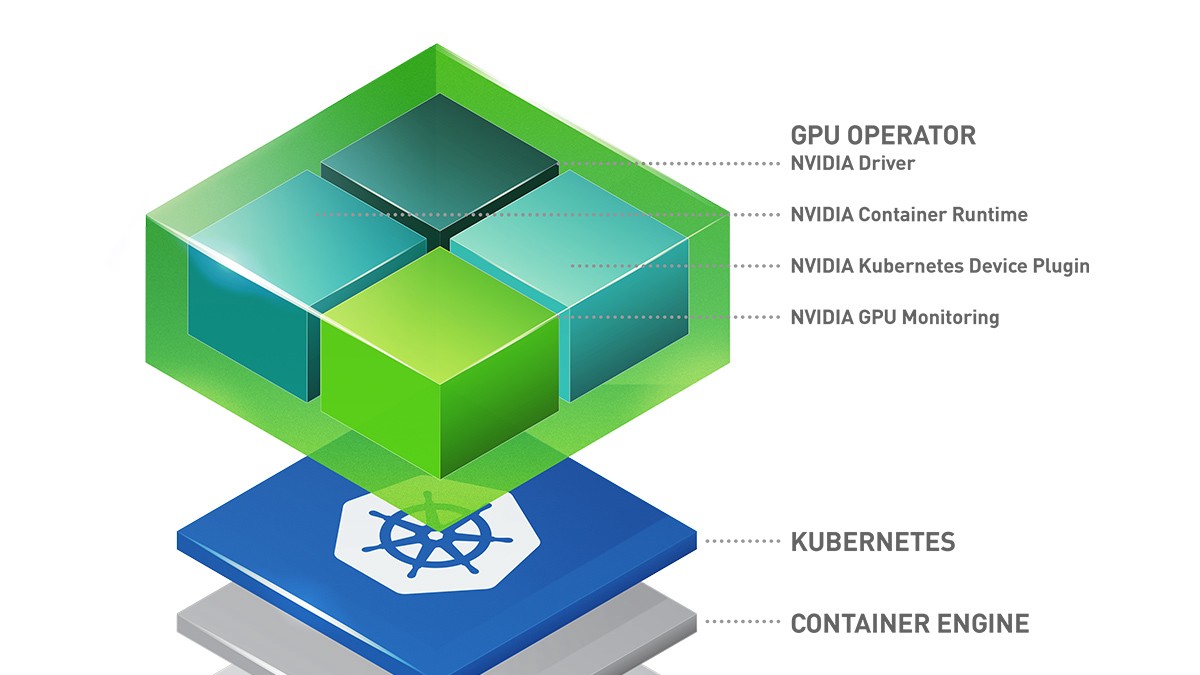 GPU OPERATOR
NVIDIA Driver
NVIDIA Container Runtime
NVIDIA Kubernetes Device Plugin
NVIDIA GPU Monitoring
KUBERNETES
CONTAINER ENGINE